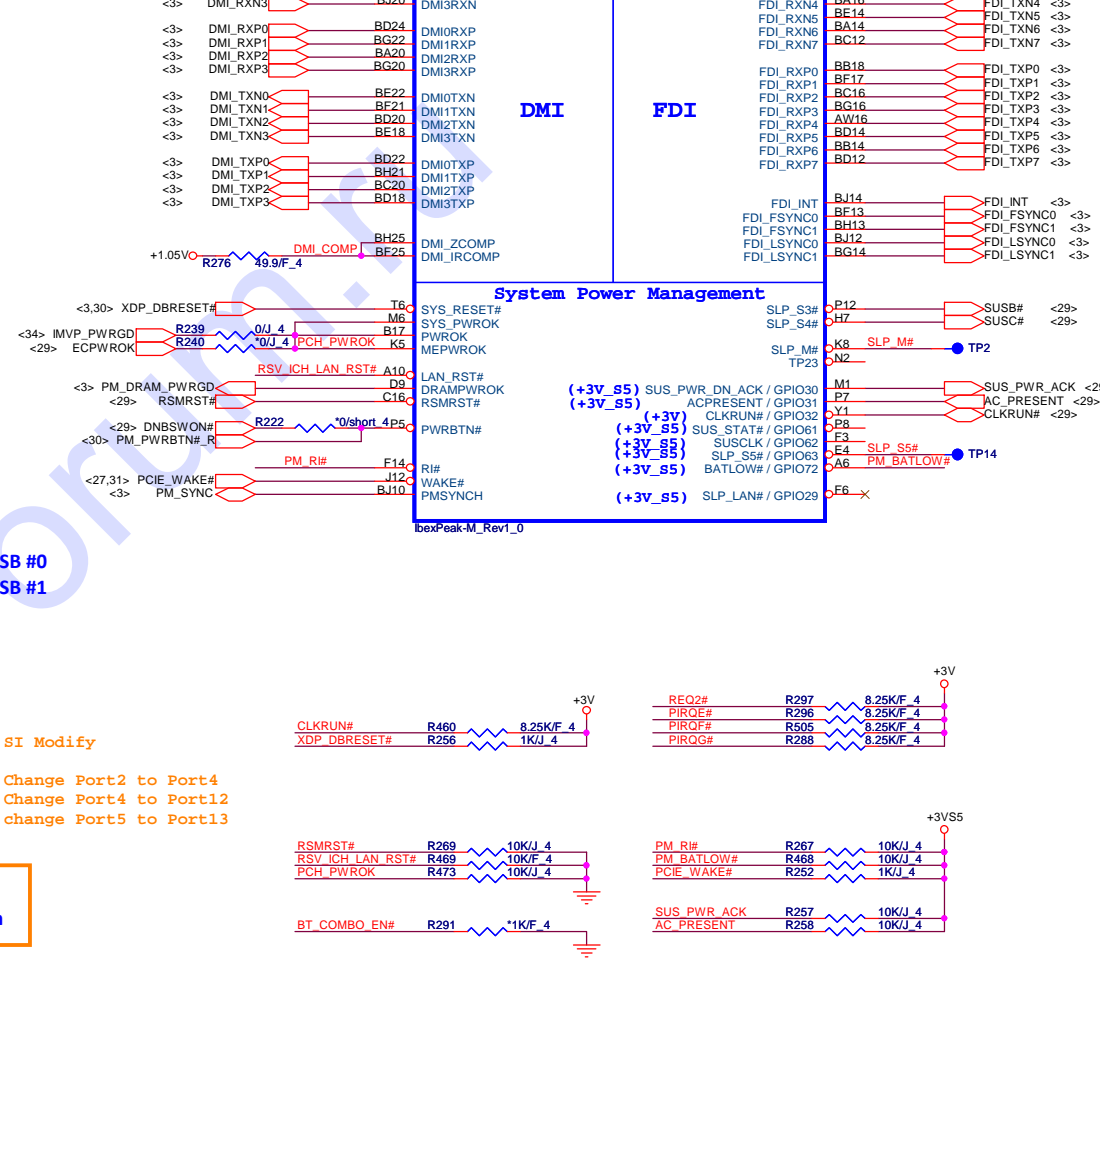 <3> DMI_RXN3 BJ20 DMI3RXN
<3> DMI_RXP0 BD24 DMI0RXP
<3> DMI_RXP1 BG22 DMI1RXP
<3> DMI_RXP2 BA20 DMI2RXP
<3> DMI_RXP3 BG20 DMI3RXP
<3> DMI_TXN0 BE22 DMI0TXN
<3> DMI_TXN1 BF21 DMI1TXN
<3> DMI_TXN2 BD20 DMI2TXN
<3> DMI_TXN3 BE18 DMI3TXN
<3> DMI_TXP0 BD22 DMI0TXP
<3> DMI_TXP1 BH21 DMI1TXP
<3> DMI_TXP2 BC20 DMI2TXP
<3> DMI_TXP3 BD18 DMI3TXP
DMI FDI
FDI_RXN4 BA16 FDI_TXN4 <3>
FDI_RXN5 BE14 FDI_TXN5 <3>
FDI_RXN6 BA14 FDI_TXN6 <3>
FDI_RXN7 BC12 FDI_TXN7 <3>
FDI_RXP0 BB18 FDI_TXP0 <3>
FDI_RXP1 BF17 FDI_TXP1 <3>
FDI_RXP2 BC16 FDI_TXP2 <3>
FDI_RXP3 BG16 FDI_TXP3 <3>
FDI_RXP4 AW16 FDI_TXP4 <3>
FDI_RXP5 BD14 FDI_TXP5 <3>
FDI_RXP6 BB14 FDI_TXP6 <3>
FDI_RXP7 BD12 FDI_TXP7 <3>
FDI_INT BJ14 FDI_INT <3>
FDI_FSYNC0 BF13 FDI_FSYNC0 <3>
FDI_FSYNC1 BH13 FDI_FSYNC1 <3>
FDI_LSYNC0 BJ12 FDI_LSYNC0 <3>
FDI_LSYNC1 BG14 FDI_LSYNC1 <3>
BH25 DMI_ZCOMP
+1.05V R276 49.9/F_4 DMI_COMP BF25 DMI_IRCOMP
System Power Management
<3,30> XDP_DBRESET# T6 SYS_RESET#
M6 SYS_PWROK
<34> IMVP_PWRGD R239 0/J_4 B17 PWROK
<29> ECPWROK R240 *0/J_4 PCH_PWROK K5 MEPWROK
RSV_ICH_LAN_RST# A10 LAN_RST#
<3> PM_DRAM_PWRGD D9 DRAMPWROK
<29> RSMRST# C16 RSMRST#
<29> DNBSWON# R222 *0/short_4 P5 PWRBTN#
<30> PM_PWRBTN#_R
PM_RI# F14 RI#
<27,31> PCIE_WAKE# J12 WAKE#
<3> PM_SYNC BJ10 PMSYNCH
SLP_S3# P12 SUSB# <29>
SLP_S4# H7 SUSC# <29>
SLP_M# K8 SLP_M# TP2
TP23 N2
(+3V_S5) SUS_PWR_DN_ACK / GPIO30 M1 SUS_PWR_ACK <29
(+3V_S5) ACPRESENT / GPIO31 P7 AC_PRESENT <29>
(+3V) CLKRUN# / GPIO32 Y1 CLKRUN# <29>
(+3V_S5) SUS_STAT# / GPIO61 P8
(+3V_S5) SUSCLK / GPIO62 F3
(+3V_S5) SLP_S5# / GPIO63 E4 SLP_S5# TP14
(+3V_S5) BATLOW# / GPIO72 A6 PM_BATLOW#
(+3V_S5) SLP_LAN# / GPIO29 F6
IbexPeak-M_Rev1_0
SB #0
SB #1
SI Modify
Change Port2 to Port4
Change Port4 to Port12
change Port5 to Port13
+3V
CLKRUN# R460 8.25K/F_4
XDP_DBRESET# R256 1K/J_4
+3V
REQ2# R297 8.25K/F_4
PIRQE# R296 8.25K/F_4
PIRQF# R505 8.25K/F_4
PIRQG# R288 8.25K/F_4
RSMRST# R269 10K/J_4
RSV_ICH_LAN_RST# R469 10K/F_4
PCH_PWROK R473 10K/J_4
BT_COMBO_EN# R291 *1K/F_4
+3VS5
PM_RI# R267 10K/J_4
PM_BATLOW# R468 10K/J_4
PCIE_WAKE# R252 1K/J_4
SUS_PWR_ACK R257 10K/J_4
AC_PRESENT R258 10K/J_4
orum.ru